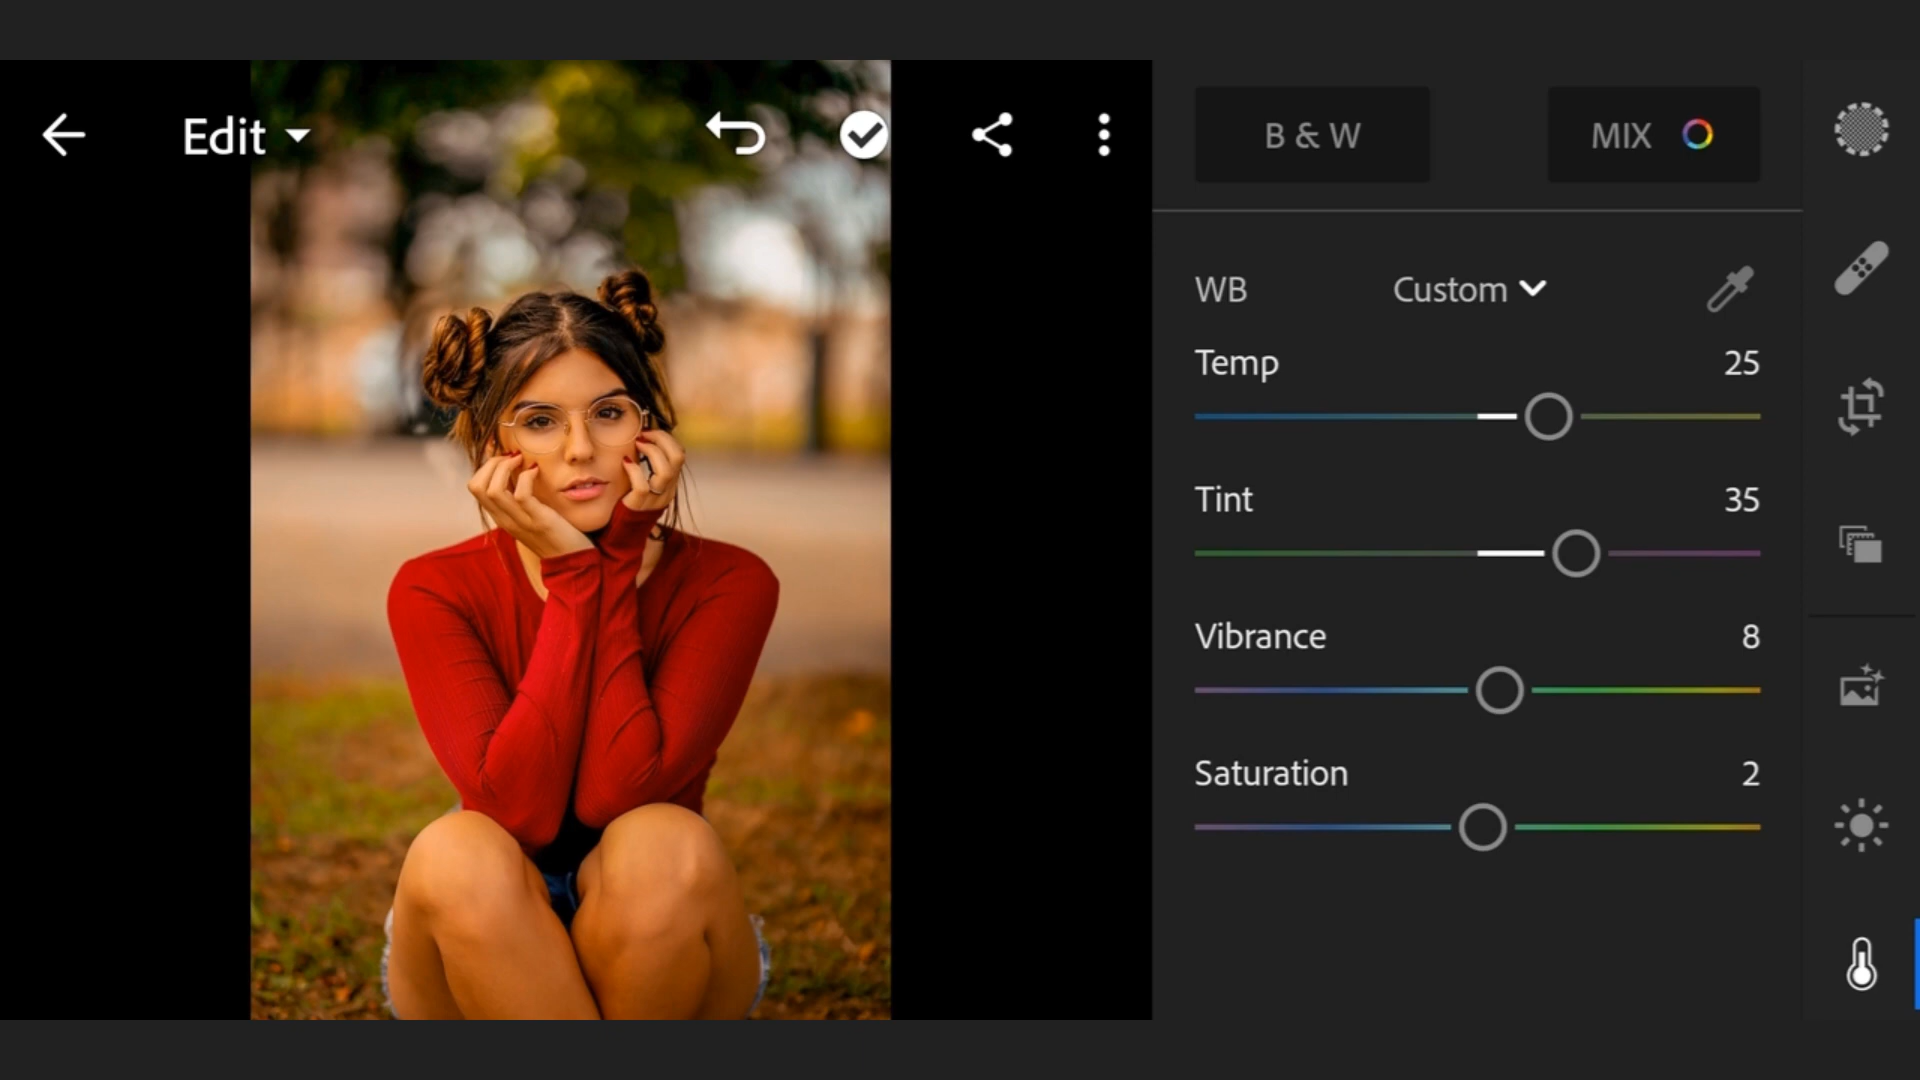 Edit
B & W
MIX
WB
Custom
Temp
25
Tint
35
Vibrance
8
Saturation
2